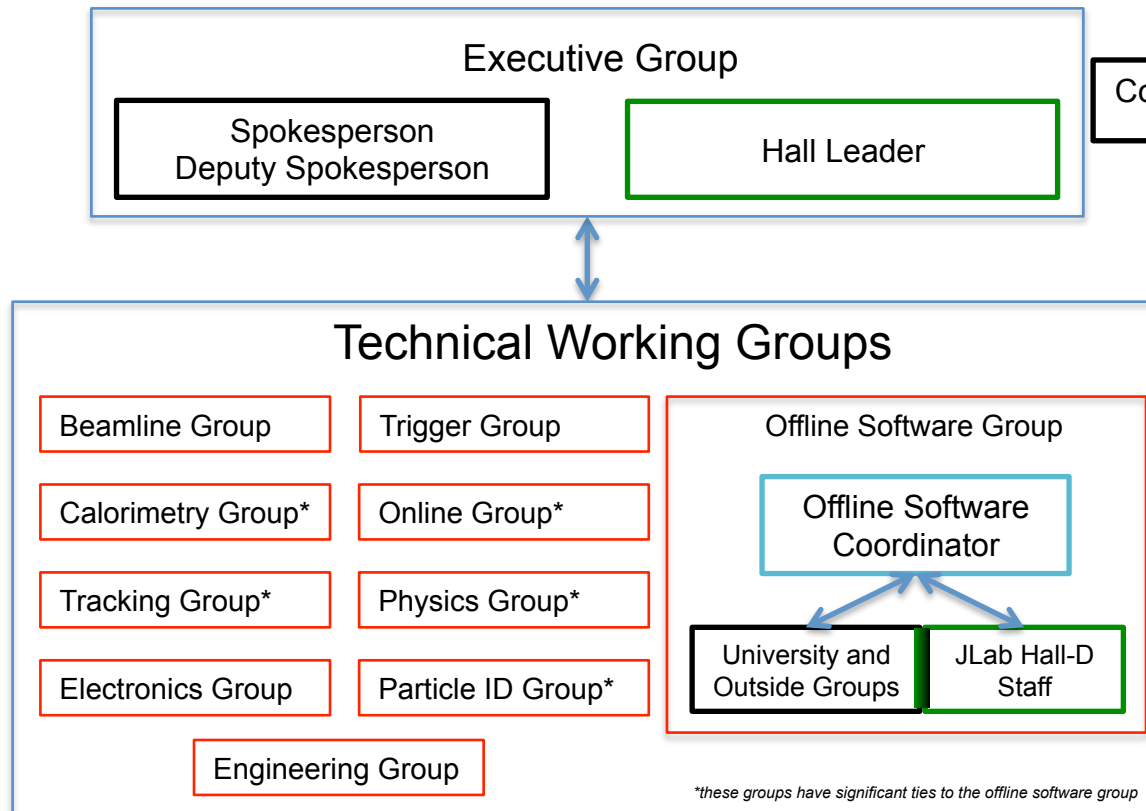 Executive Group
Spokesperson
Deputy Spokesperson
Hall Leader
Technical Working Groups
Beamline Group
Trigger Group
Calorimetry Group*
Online Group*
Tracking Group*
Physics Group*
Electronics Group
Particle ID Group*
Engineering Group
Offline Software Group
Offline Software
Coordinator
University and
Outside Groups
JLab Hall-D
Staff
*these groups have significant ties to the offline software group